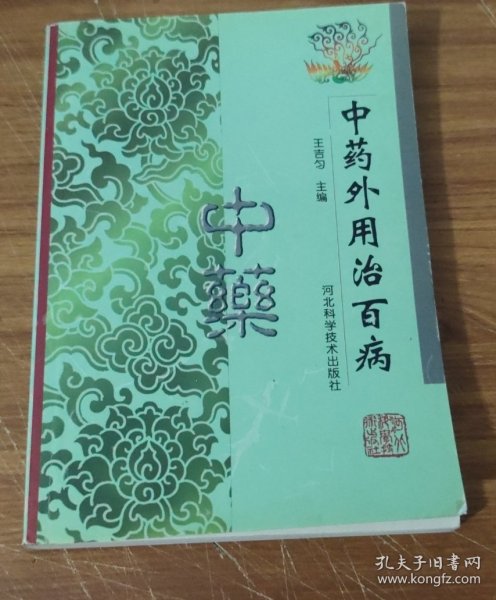 中药外用治百病
王吉匀 主编
河北科学技术出版社
中藥
孔夫子旧书网
www.kongfz.com